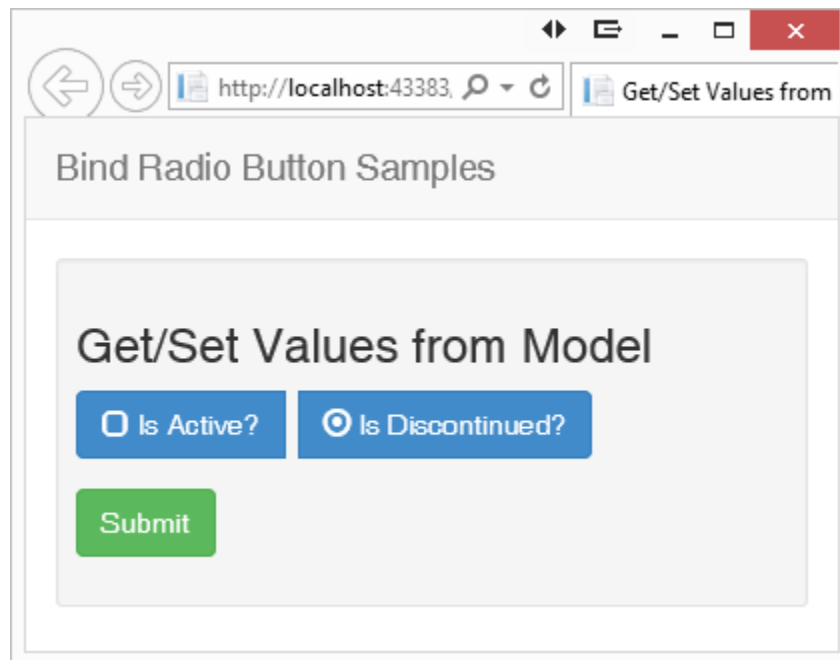 http://localhost:43383,
Get/Set Values from
Bind Radio Button Samples
Get/Set Values from Model
Is Active?
Is Discontinued?
Submit